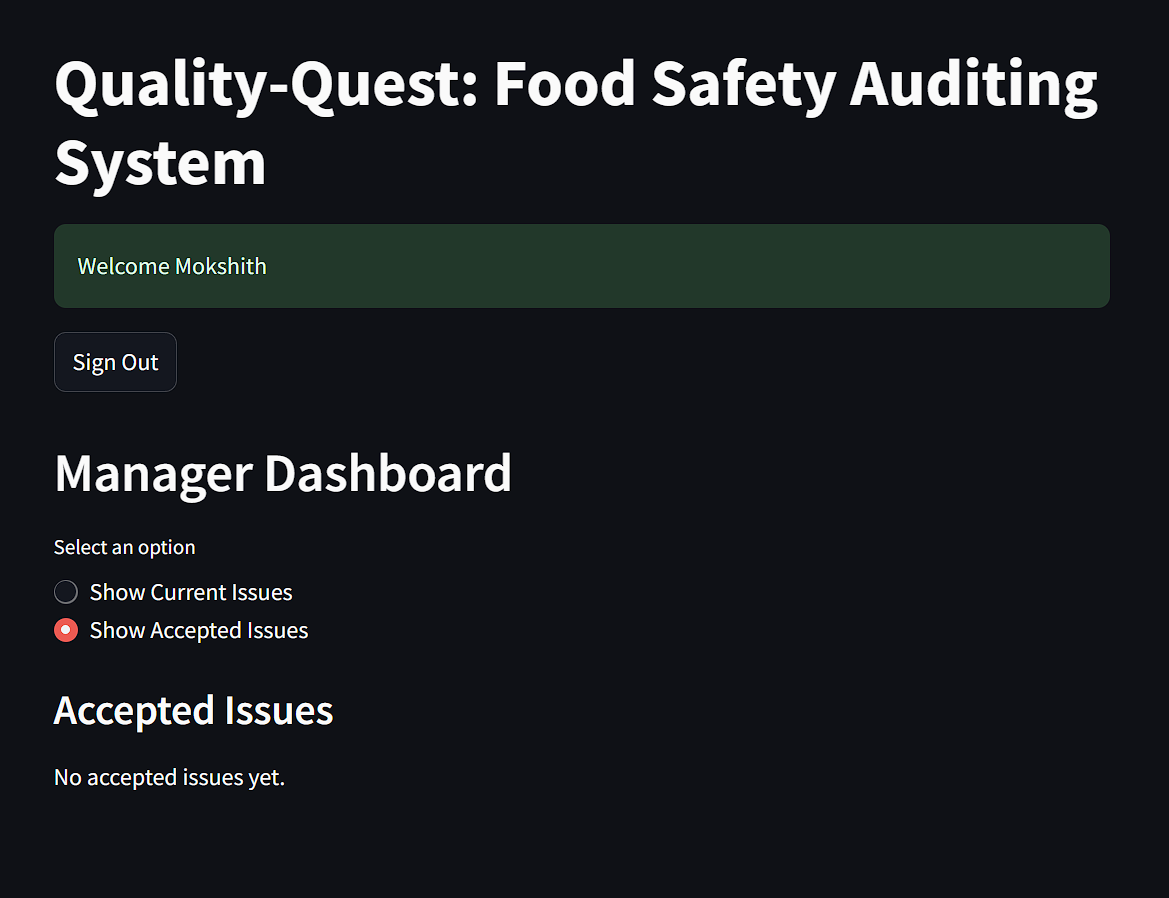 Quality-Quest: Food Safety Auditing
System
Welcome Mokshith
Sign Out
Manager Dashboard
Select an option
Show Current Issues
Show Accepted Issues
Accepted Issues
No accepted issues yet.